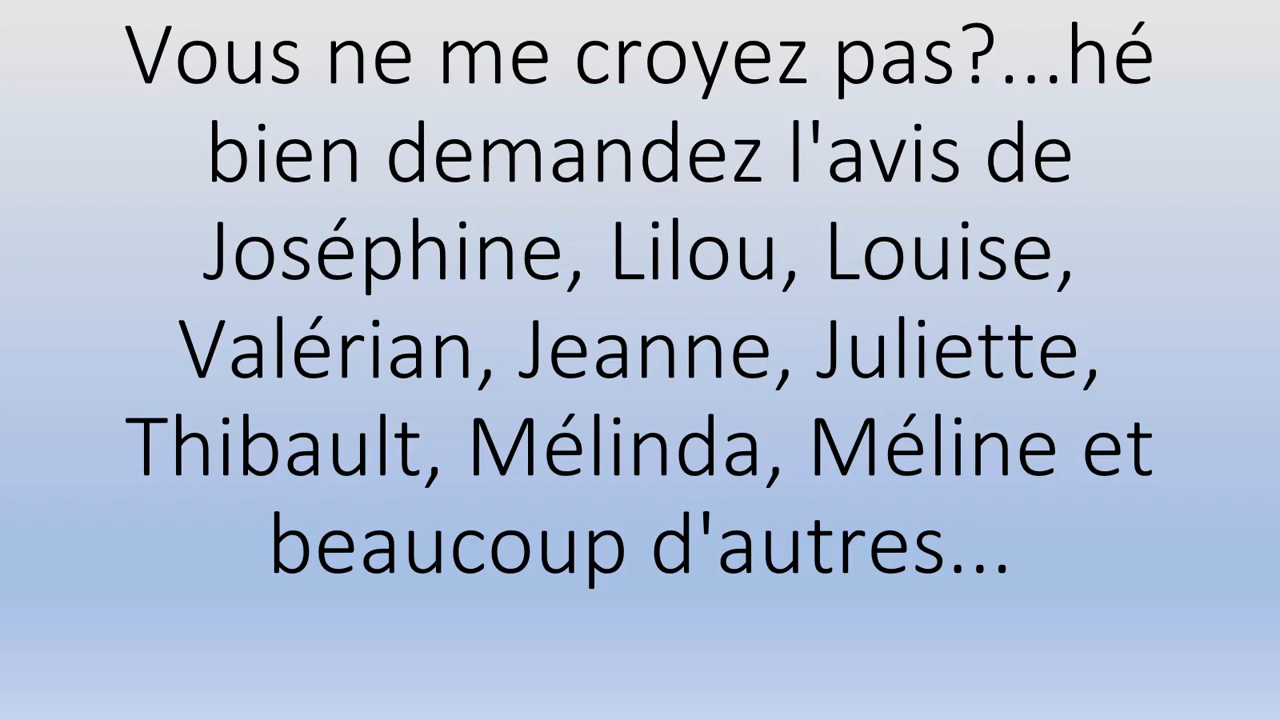 Vous ne me croyez pas?...hé
bien demandez l'avis de
Joséphine, Lilou, Louise,
Valérian, Jeanne, Juliette,
Thibault, Mélinda, Méline et
beaucoup d'autres...